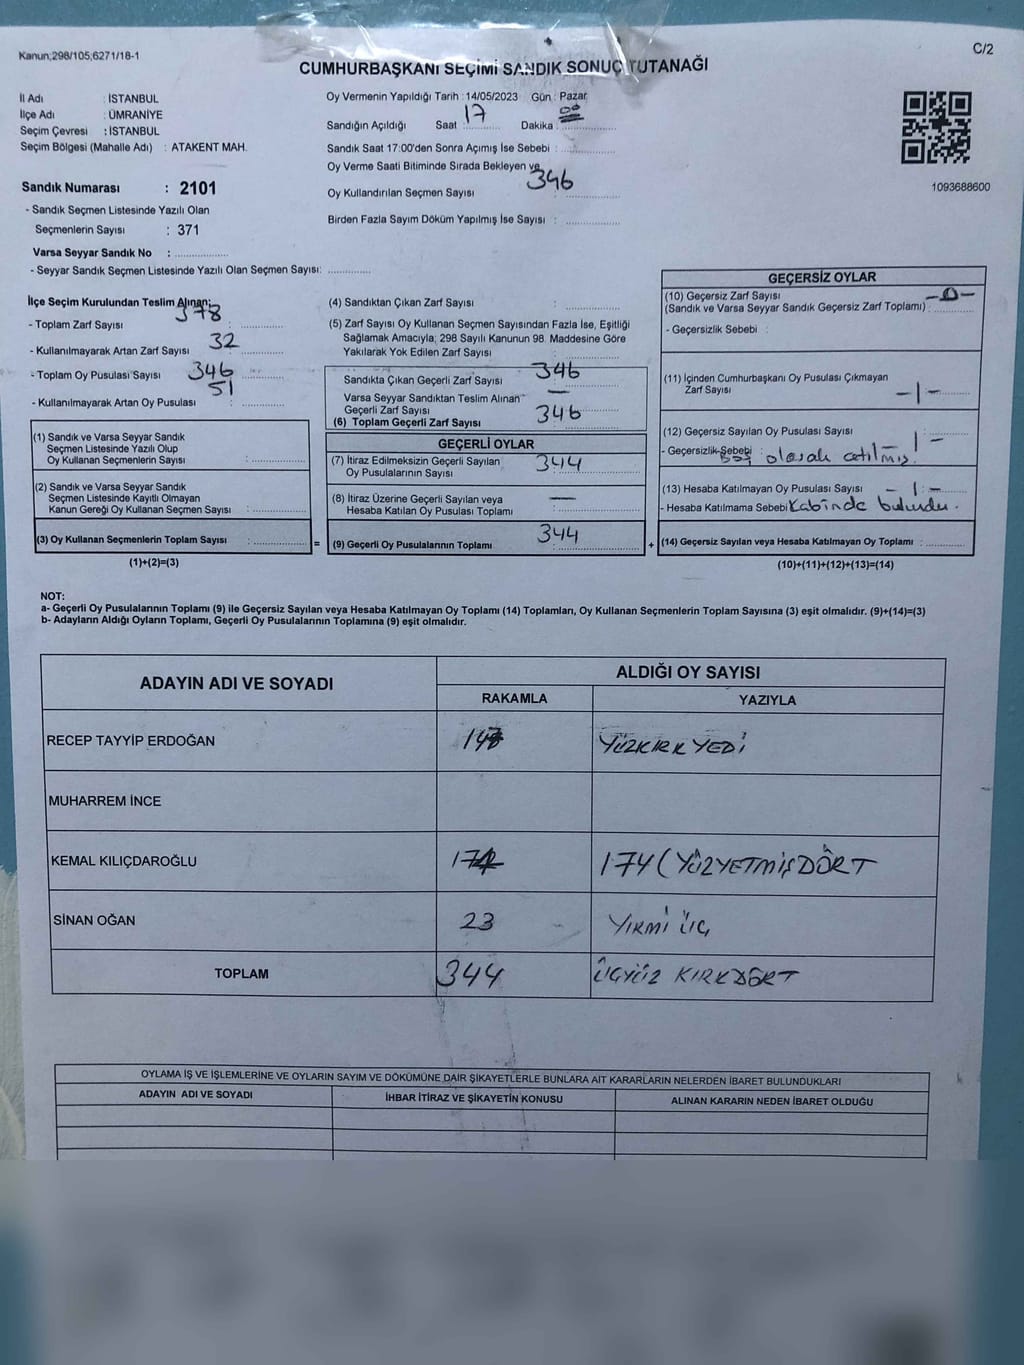 Kanun;298/105,6271/18-1
C/2
CUMHURBAŞKANI SEÇİMİ SANDIK SONUÇ TUTANAĞI
İl Adı : İSTANBUL
İlçe Adı : ÜMRANİYE
Seçim Çevresi : İSTANBUL
Seçim Bölgesi (Mahalle Adı) : ATAKENT MAH.
Sandık Numarası : 2101
- Sandık Seçmen Listesinde Yazılı Olan
Seçmenlerin Sayısı : 371
Varsa Seyyar Sandık No : ..............
- Seyyar Sandık Seçmen Listesinde Yazılı Olan Seçmen Sayısı: ............
Oy Vermenin Yapıldığı Tarih : 14/05/2023 Gün : Pazar
Sandığın Açıldığı Saat : 17 Dakika : 00
Sandık Saat 17:00'den Sonra Açımış İse Sebebi : ..............
Oy Verme Saati Bitiminde Sırada Bekleyen ve
Oy Kullandırılan Seçmen Sayısı 346
Birden Fazla Sayım Döküm Yapılmış İse Sayısı : ..............
1093688600
İlçe Seçim Kurulundan Teslim Alınan;
- Toplam Zarf Sayısı : 378
- Kullanılmayarak Artan Zarf Sayısı : 32
- Toplam Oy Pusulası Sayısı : 346
- Kullanılmayarak Artan Oy Pusulası : 51
(1) Sandık ve Varsa Seyyar Sandık
Seçmen Listesinde Yazılı Olup
Oy Kullanan Seçmenlerin Sayısı : ............
(2) Sandık ve Varsa Seyyar Sandık
Seçmen Listesinde Kayıtlı Olmayan
Kanun Gereği Oy Kullanan Seçmen Sayısı : ............
(3) Oy Kullanan Seçmenlerin Toplam Sayısı : ............
(1)+(2)=(3)
(4) Sandıktan Çıkan Zarf Sayısı : ............
(5) Zarf Sayısı Oy Kullanan Seçmen Sayısından Fazla İse, Eşitliği
Sağlamak Amacıyla; 298 Sayılı Kanunun 98. Maddesine Göre
Yakılarak Yok Edilen Zarf Sayısı : ............
Sandıkta Çıkan Geçerli Zarf Sayısı 346
Varsa Seyyar Sandıktan Teslim Alınan
Geçerli Zarf Sayısı —
(6) Toplam Geçerli Zarf Sayısı 346
GEÇERLİ OYLAR
(7) İtiraz Edilmeksizin Geçerli Sayılan
Oy Pusulalarının Sayısı 344
(8) İtiraz Üzerine Geçerli Sayılan veya
Hesaba Katılan Oy Pusulası Toplamı —
= (9) Geçerli Oy Pusulalarının Toplamı 344
GEÇERSİZ OYLAR
(10) Geçersiz Zarf Sayısı -0-
(Sandık ve Varsa Seyyar Sandık Geçersiz Zarf Toplamı) : ............
- Geçersizlik Sebebi :
(11) İçinden Cumhurbaşkanı Oy Pusulası Çıkmayan
Zarf Sayısı -1-
(12) Geçersiz Sayılan Oy Pusulası Sayısı : -1-
- Geçersizlik Sebebi : Boş olarak atılmış
(13) Hesaba Katılmayan Oy Pusulası Sayısı -1-
- Hesaba Katılmama Sebebi Kabinde bulundu.
+ (14) Geçersiz Sayılan veya Hesaba Katılmayan Oy Toplamı : ............
(10)+(11)+(12)+(13)=(14)
NOT:
a- Geçerli Oy Pusulalarının Toplamı (9) ile Geçersiz Sayılan veya Hesaba Katılmayan Oy Toplamı (14) Toplamları, Oy Kullanan Seçmenlerin Toplam Sayısına (3) eşit olmalıdır. (9)+(14)=(3)
b- Adayların Aldığı Oyların Toplamı, Geçerli Oy Pusulalarının Toplamına (9) eşit olmalıdır.
ADAYIN ADI VE SOYADI
ALDIĞI OY SAYISI
RAKAMLA YAZIYLA
RECEP TAYYİP ERDOĞAN 147 YÜZKIRKYEDİ
MUHARREM İNCE
KEMAL KILIÇDAROĞLU 174 174 (YÜZYETMİŞDÖRT
SİNAN OĞAN 23 YİRMİ ÜÇ
TOPLAM 344 ÜÇYÜZ KIRKDÖRT
OYLAMA İŞ VE İŞLEMLERİNE VE OYLARIN SAYIM VE DÖKÜMÜNE DAİR ŞİKAYETLERLE BUNLARA AİT KARARLARIN NELERDEN İBARET BULUNDUKLARI
ADAYIN ADI VE SOYADI İHBAR İTİRAZ VE ŞİKAYETİN KONUSU ALINAN KARARIN NEDEN İBARET OLDUĞU